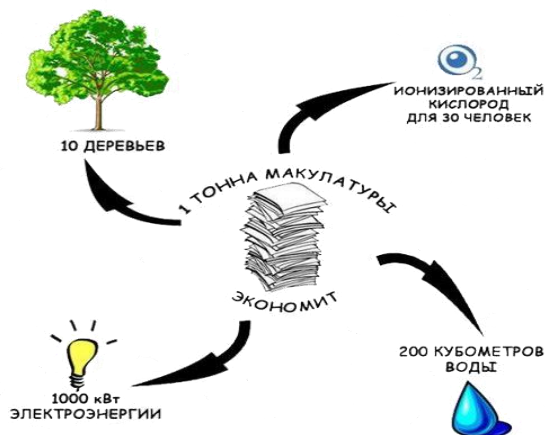 O2
ИОНИЗИРОВАННЫЙ
КИСЛОРОД
ДЛЯ 30 ЧЕЛОВЕК
10 ДЕРЕВЬЕВ
1 ТОННА МАКУЛАТУРЫ
ЭКОНОМИТ
200 КУБОМЕТРОВ
ВОДЫ
1000 кВт
ЭЛЕКТРОЭНЕРГИИ